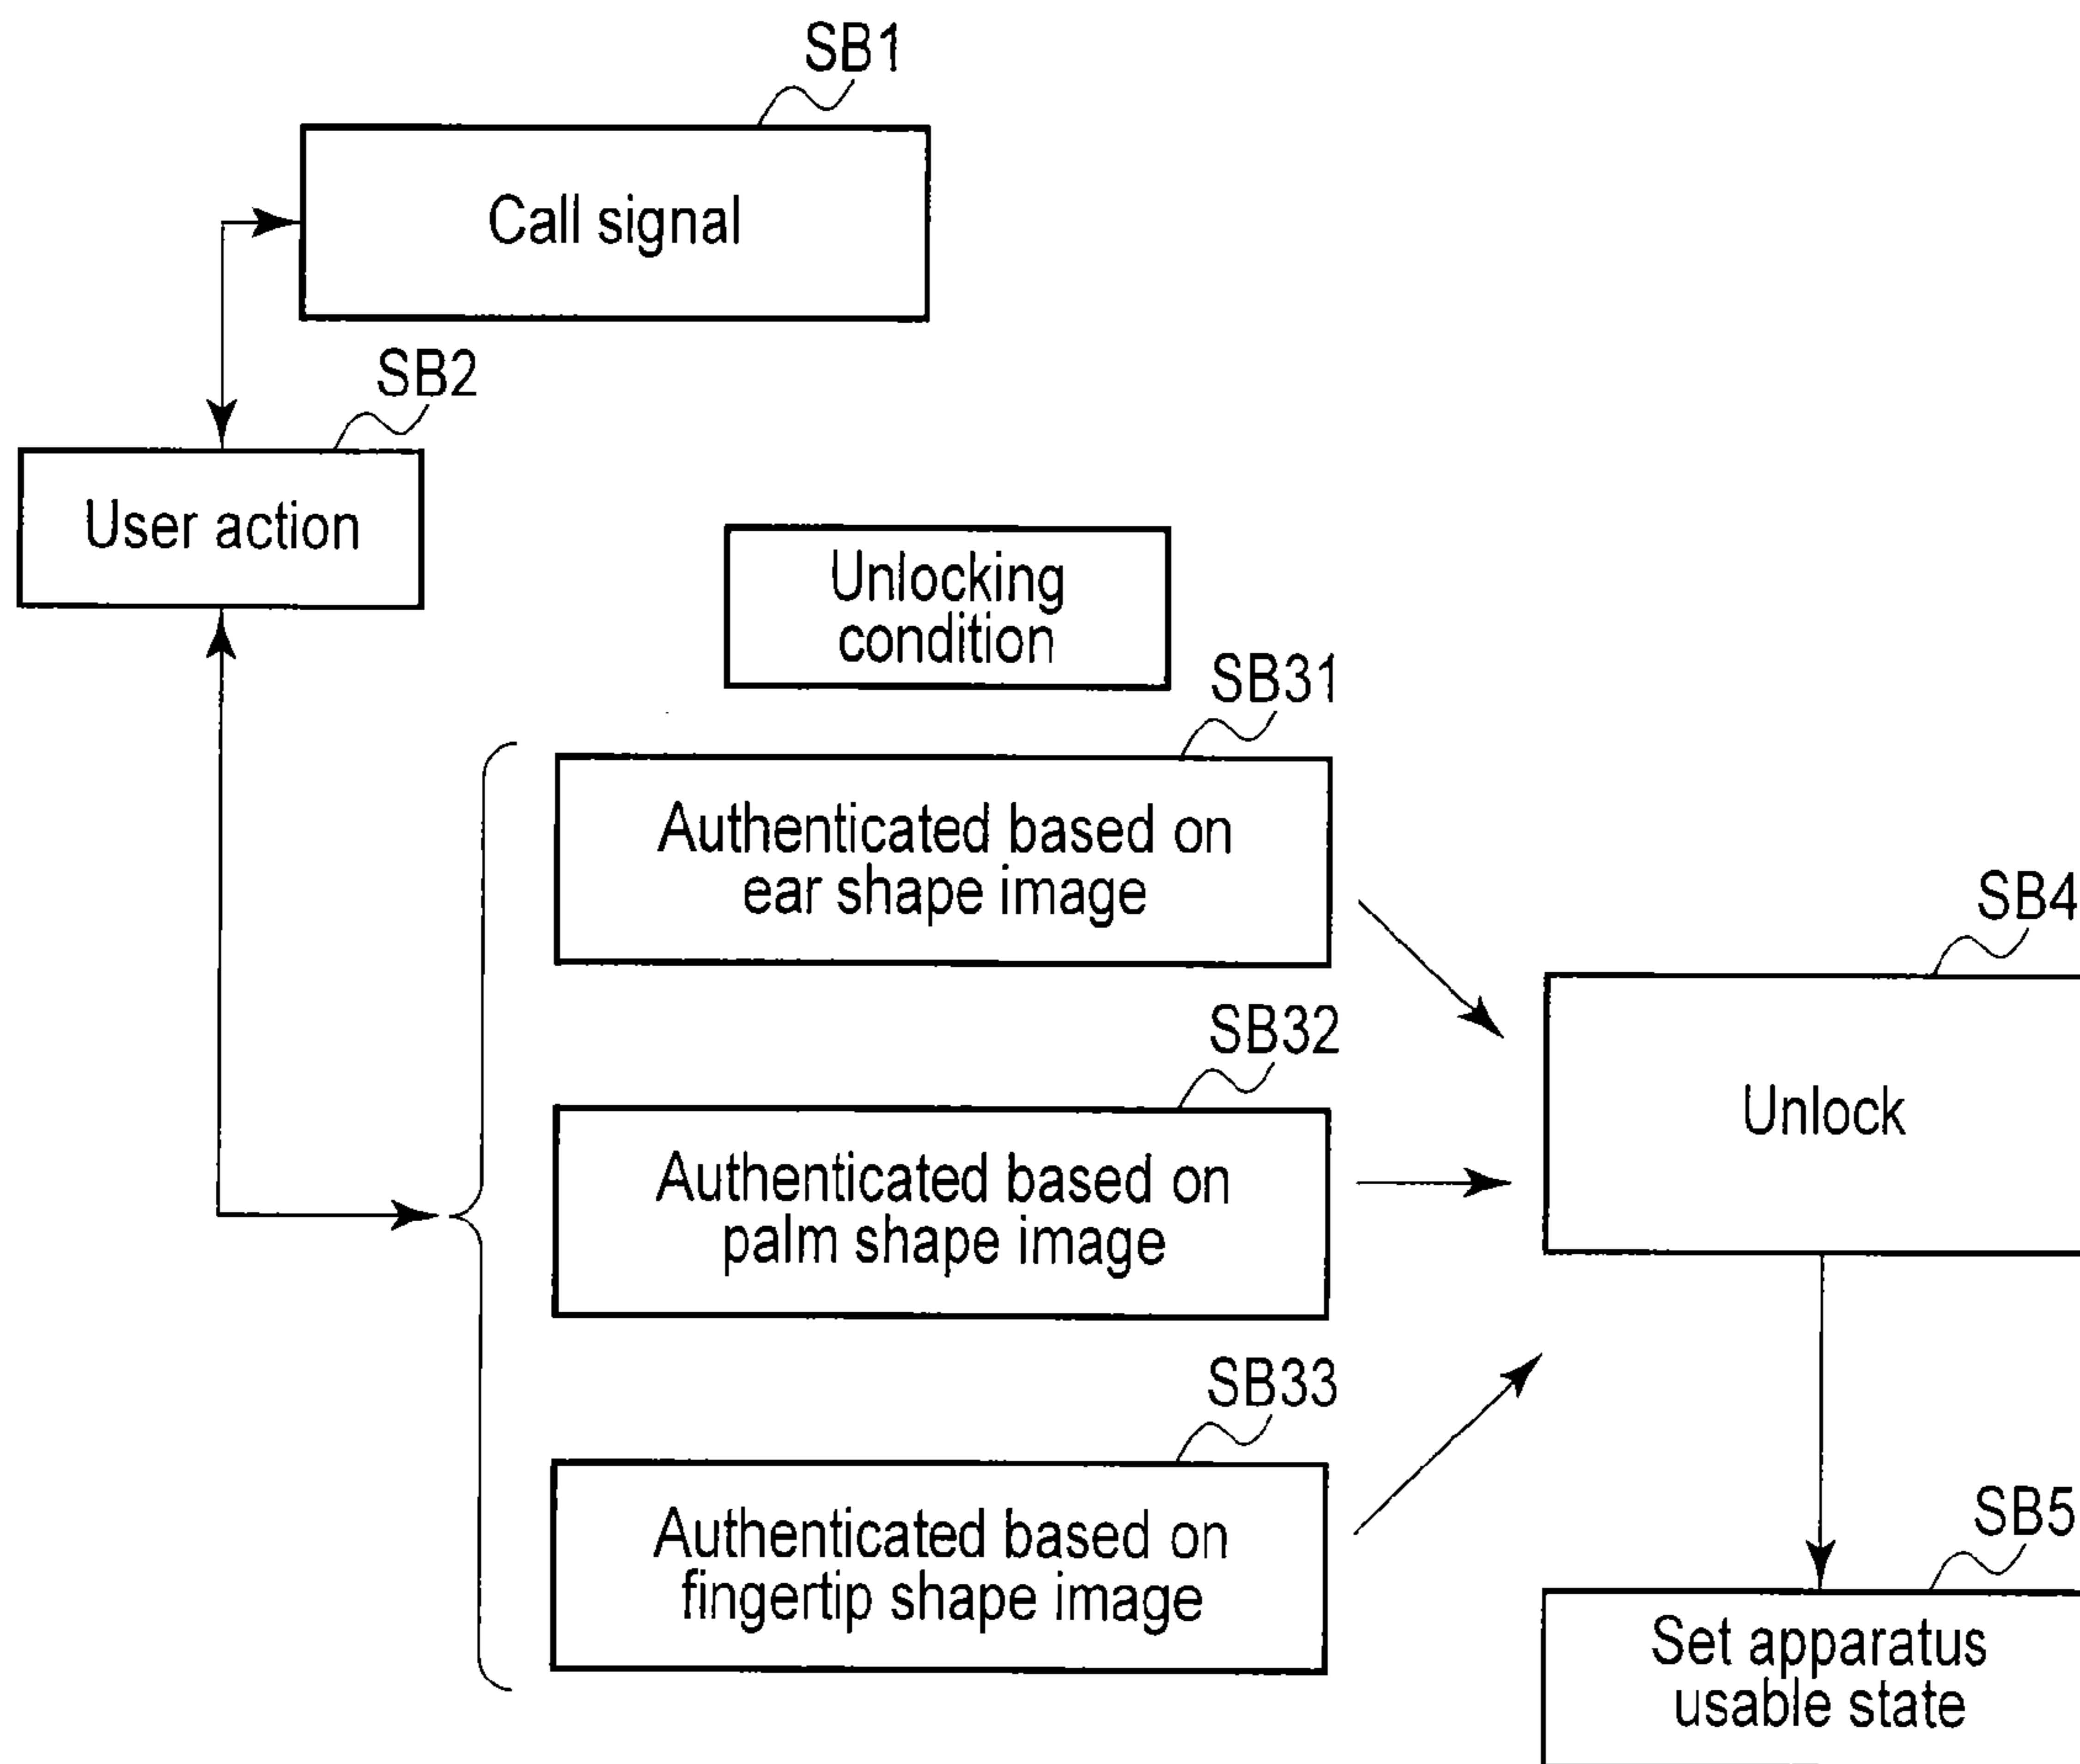 SB1
Call signal
SB2
User action
Unlocking
condition
SB31
Authenticated based on
ear shape image
SB32
Authenticated based on
palm shape image
SB33
Authenticated based on
fingertip shape image
SB4
Unlock
SB5
Set apparatus
usable state